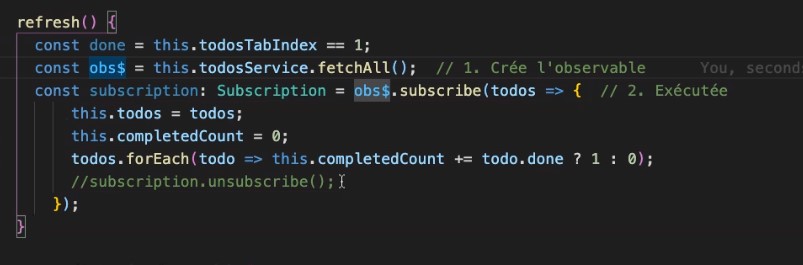 refresh() {
const done = this.todosTabIndex == 1;
const obs$ = this.todosService.fetchAll();  // 1. Crée l'observable    You, seconds
const subscription: Subscription = obs$.subscribe(todos => {  // 2. Exécutée
this.todos = todos;
this.completedCount = 0;
todos.forEach(todo => this.completedCount += todo.done ? 1 : 0);
//subscription.unsubscribe();
});
}